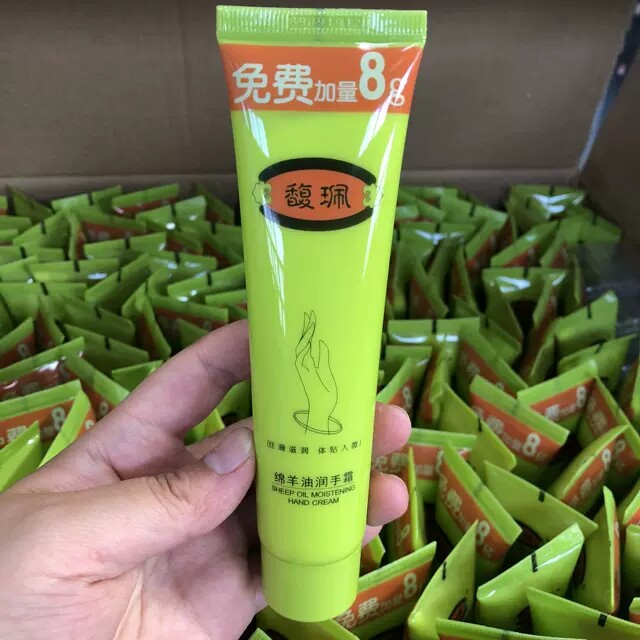 免费加量8g
馥珮
(丝滑滋润 体贴入微)
绵羊油润手霜
SHEEP OIL MOISTENING
HAND CREAM